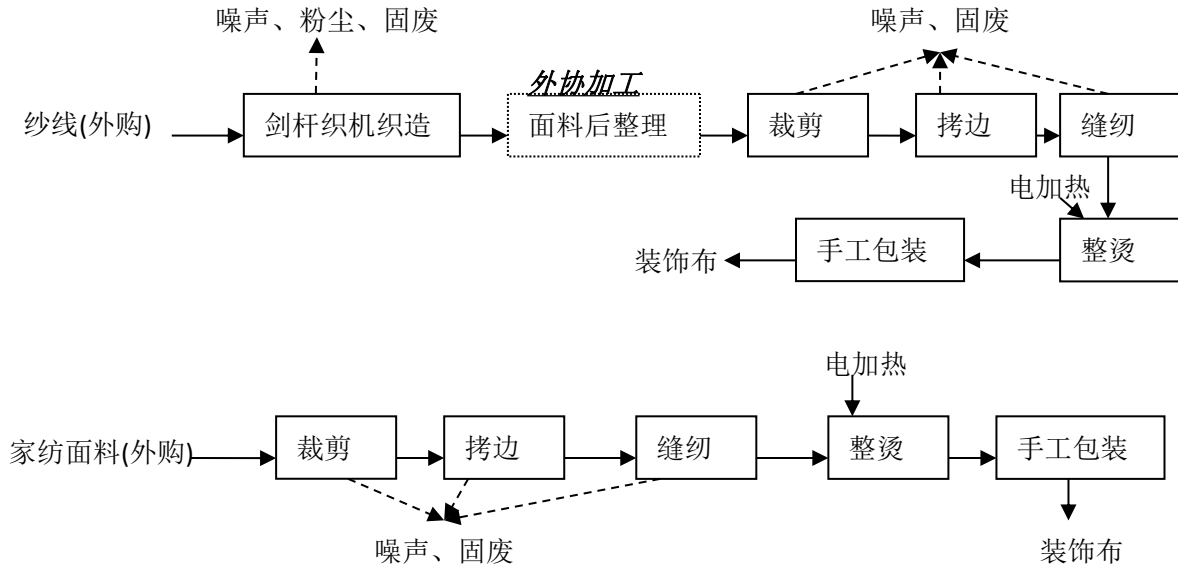 噪声、粉尘、固废
噪声、固废
外协加工
纱线(外购)
剑杆织机织造
面料后整理
裁剪
拷边
缝纫
电加热
装饰布
手工包装
整烫
电加热
家纺面料(外购)
裁剪
拷边
缝纫
整烫
手工包装
噪声、固废
装饰布